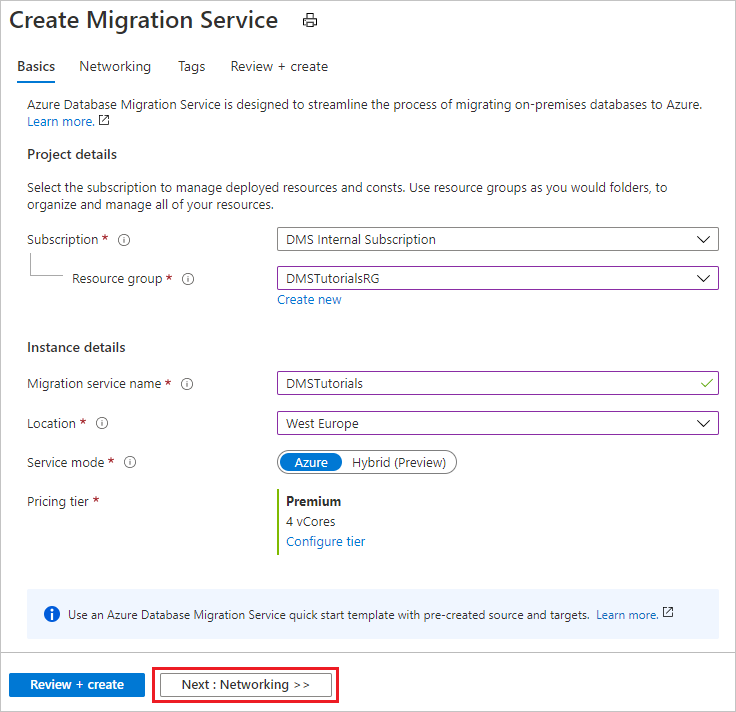 Create Migration Service
Basics Networking Tags Review + create
Azure Database Migration Service is designed to streamline the process of migrating on-premises databases to Azure.
Learn more.
Project details
Select the subscription to manage deployed resources and consts. Use resource groups as you would folders, to
organize and manage all of your resources.
Subscription * DMS Internal Subscription
Resource group * DMSTutorialsRG
Create new
Instance details
Migration service name * DMSTutorials
Location * West Europe
Service mode * Azure Hybrid (Preview)
Pricing tier * Premium
4 vCores
Configure tier
Use an Azure Database Migration Service quick start template with pre-created source and targets. Learn more.
Review + create Next : Networking >>